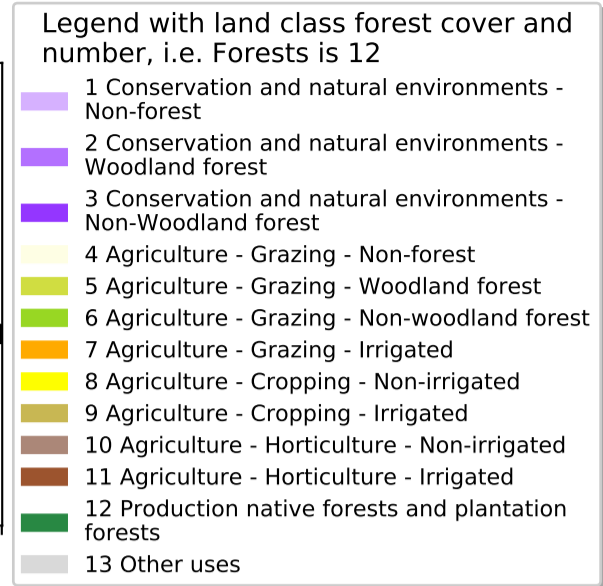 Legend with land class forest cover and
number, i.e. Forests is 12
1 Conservation and natural environments -
Non-forest
2 Conservation and natural environments -
Woodland forest
3 Conservation and natural environments -
Non-Woodland forest
4 Agriculture - Grazing - Non-forest
5 Agriculture - Grazing - Woodland forest
6 Agriculture - Grazing - Non-woodland forest
7 Agriculture - Grazing - Irrigated
8 Agriculture - Cropping - Non-irrigated
9 Agriculture - Cropping - Irrigated
10 Agriculture - Horticulture - Non-irrigated
11 Agriculture - Horticulture - Irrigated
12 Production native forests and plantation
forests
13 Other uses